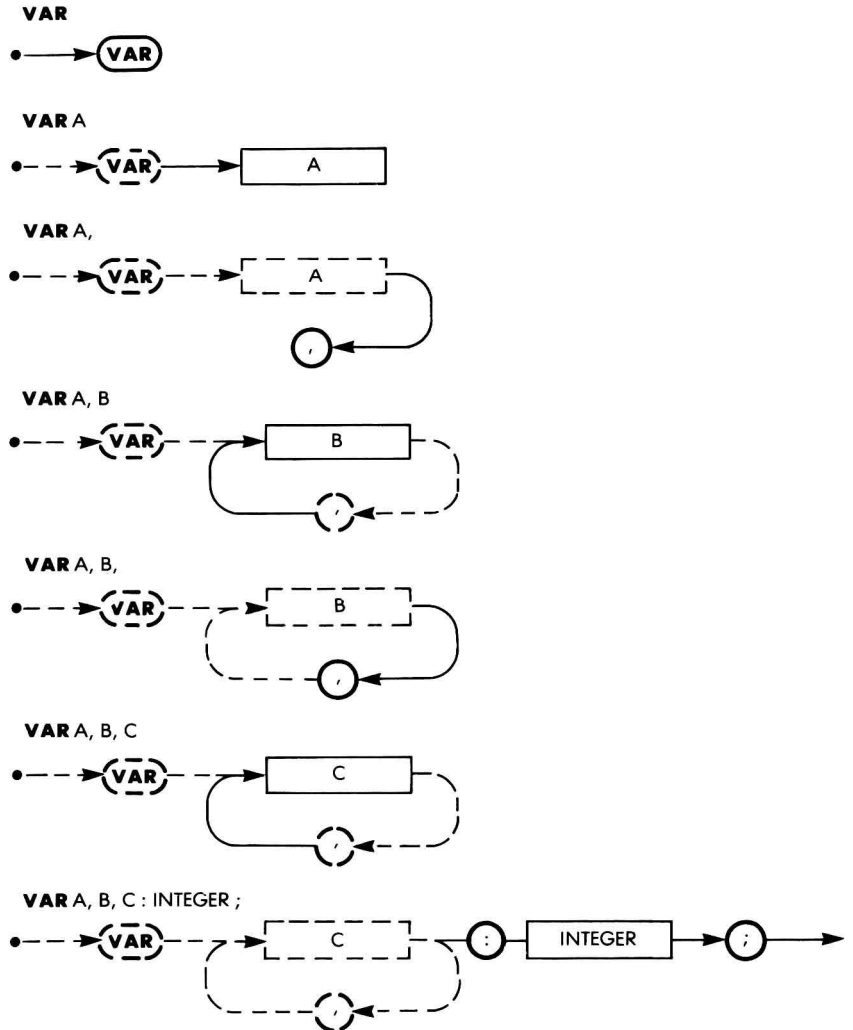 VAR
VAR
VAR A
VAR A
VAR A,
VAR A
,
VAR A, B
VAR B
,
VAR A, B,
VAR B
,
VAR A, B, C
VAR C
,
VAR A, B, C : INTEGER ;
VAR C : INTEGER ;
,